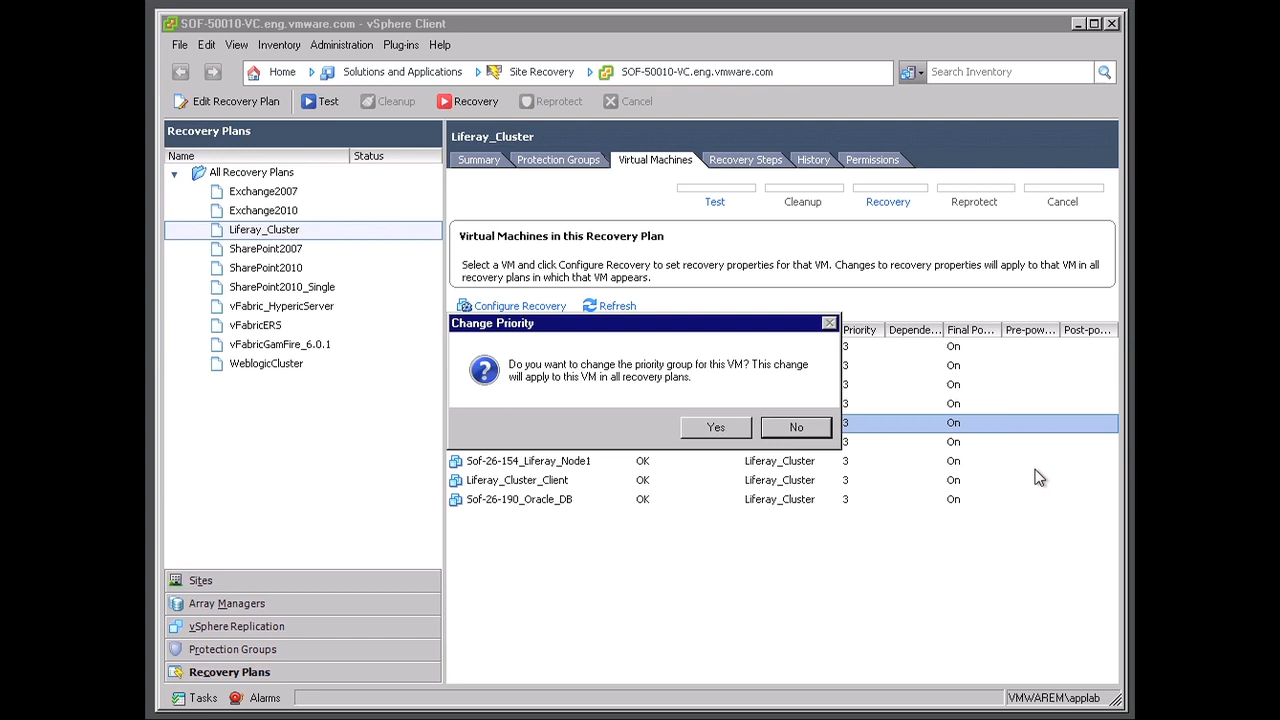 SOF-50010-VC.eng.vmware.com - vSphere Client
File Edit View Inventory Administration Plug-ins Help
Home Solutions and Applications Site Recovery SOF-50010-VC.eng.vmware.com Search Inventory
Edit Recovery Plan Test Cleanup Recovery Reprotect Cancel
Recovery Plans
Name Status
All Recovery Plans
Exchange2007
Exchange2010
Liferay_Cluster
SharePoint2007
SharePoint2010
SharePoint2010_Single
vFabric_HypericServer
vFabricERS
vFabricGamFire_6.0.1
WeblogicCluster
Sites
Array Managers
vSphere Replication
Protection Groups
Recovery Plans
Liferay_Cluster
Summary Protection Groups Virtual Machines Recovery Steps History Permissions
Test Cleanup Recovery Reprotect Cancel
Virtual Machines in this Recovery Plan
Select a VM and click Configure Recovery to set recovery properties for that VM. Changes to recovery properties will apply to that VM in all
recovery plans in which that VM appears.
Configure Recovery Refresh
Priority Depende... Final Po... Pre-pow... Post-po...
3 On
3 On
3 On
3 On
3 On
3 On
Sof-26-154_Liferay_Node1 OK Liferay_Cluster 3 On
Liferay_Cluster_Client OK Liferay_Cluster 3 On
Sof-26-190_Oracle_DB OK Liferay_Cluster 3 On
Change Priority
Do you want to change the priority group for this VM? This change
will apply to this VM in all recovery plans.
Yes No
Tasks Alarms VMWAREM\applab